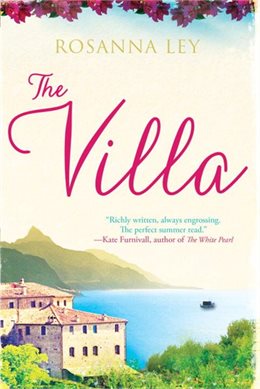 ROSANNA LEY
The
Villa
“Richly written, always engrossing.
The perfect summer read.”
—Kate Furnivall, author of The White Pearl